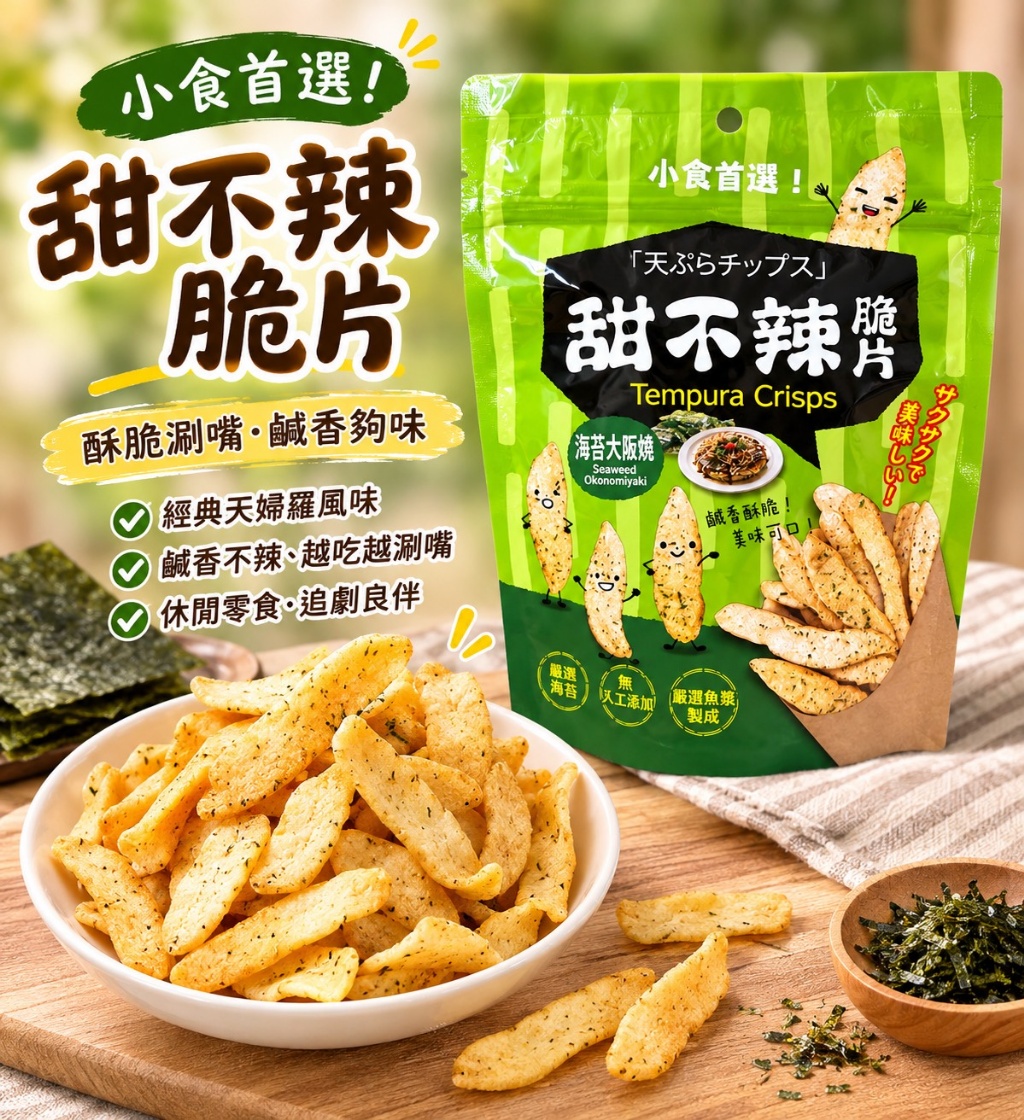 小食首選!
甜不辣
脆片
酥脆涮嘴·鹹香夠味
經典天婦羅風味
鹹香不辣、越吃越涮嘴
休閒零食·追劇良伴
小食首選!
「天ぷらチップス」
甜不辣脆片
Tempura Crisps
海苔大阪燒
Seaweed
Okonomiyaki
サクサクで
美味しい!
鹹香酥脆!
美味可口!
嚴選
海苔
無
人工添加
嚴選魚漿
製成